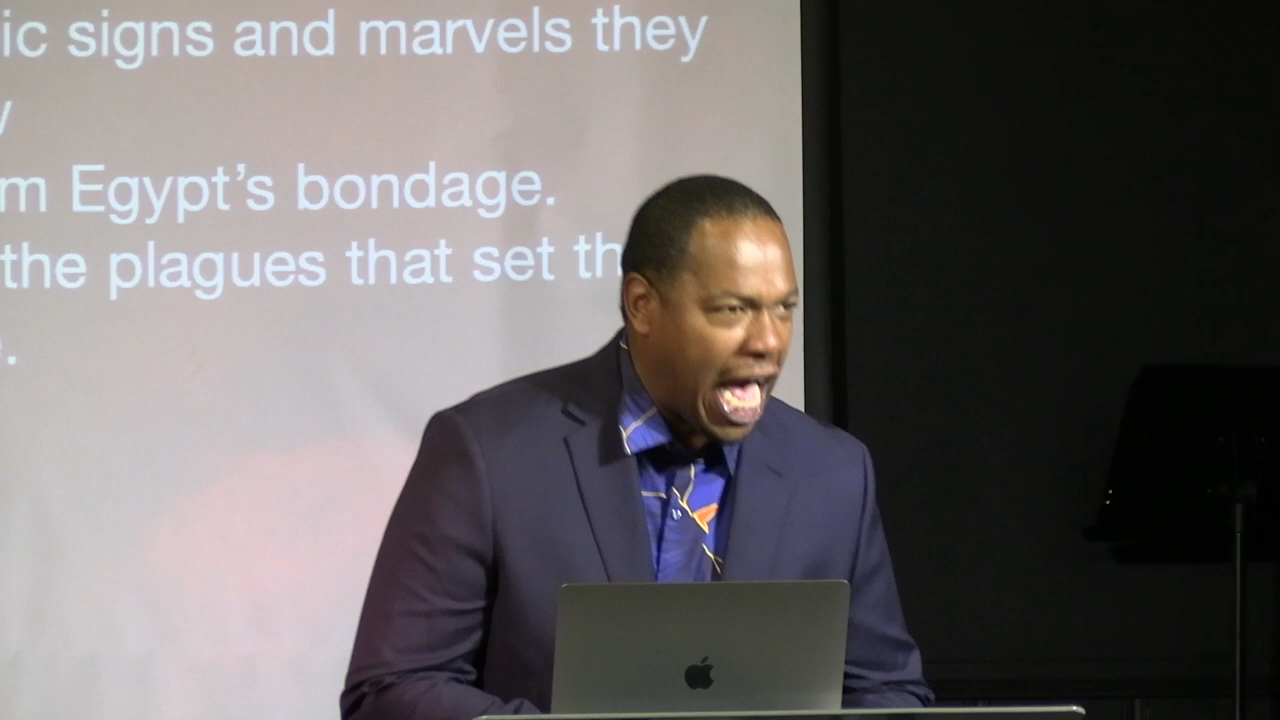 ic signs and marvels they
y
m Egypt's bondage.
the plagues that set th
.